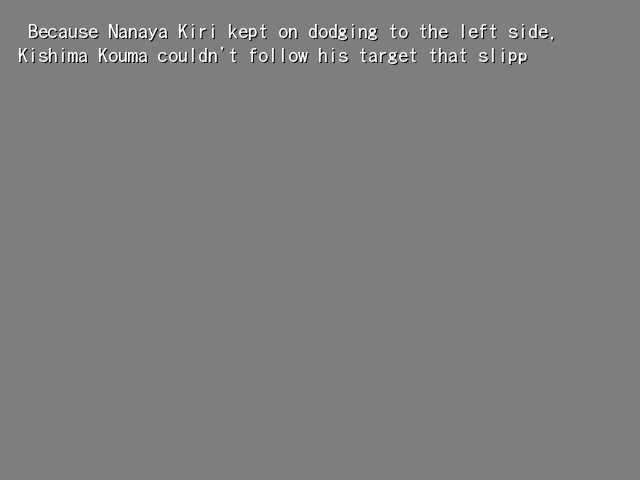 Because Nanaya Kiri kept on dodging to the left side,
Kishima Kouma couldn't follow his target that slipp